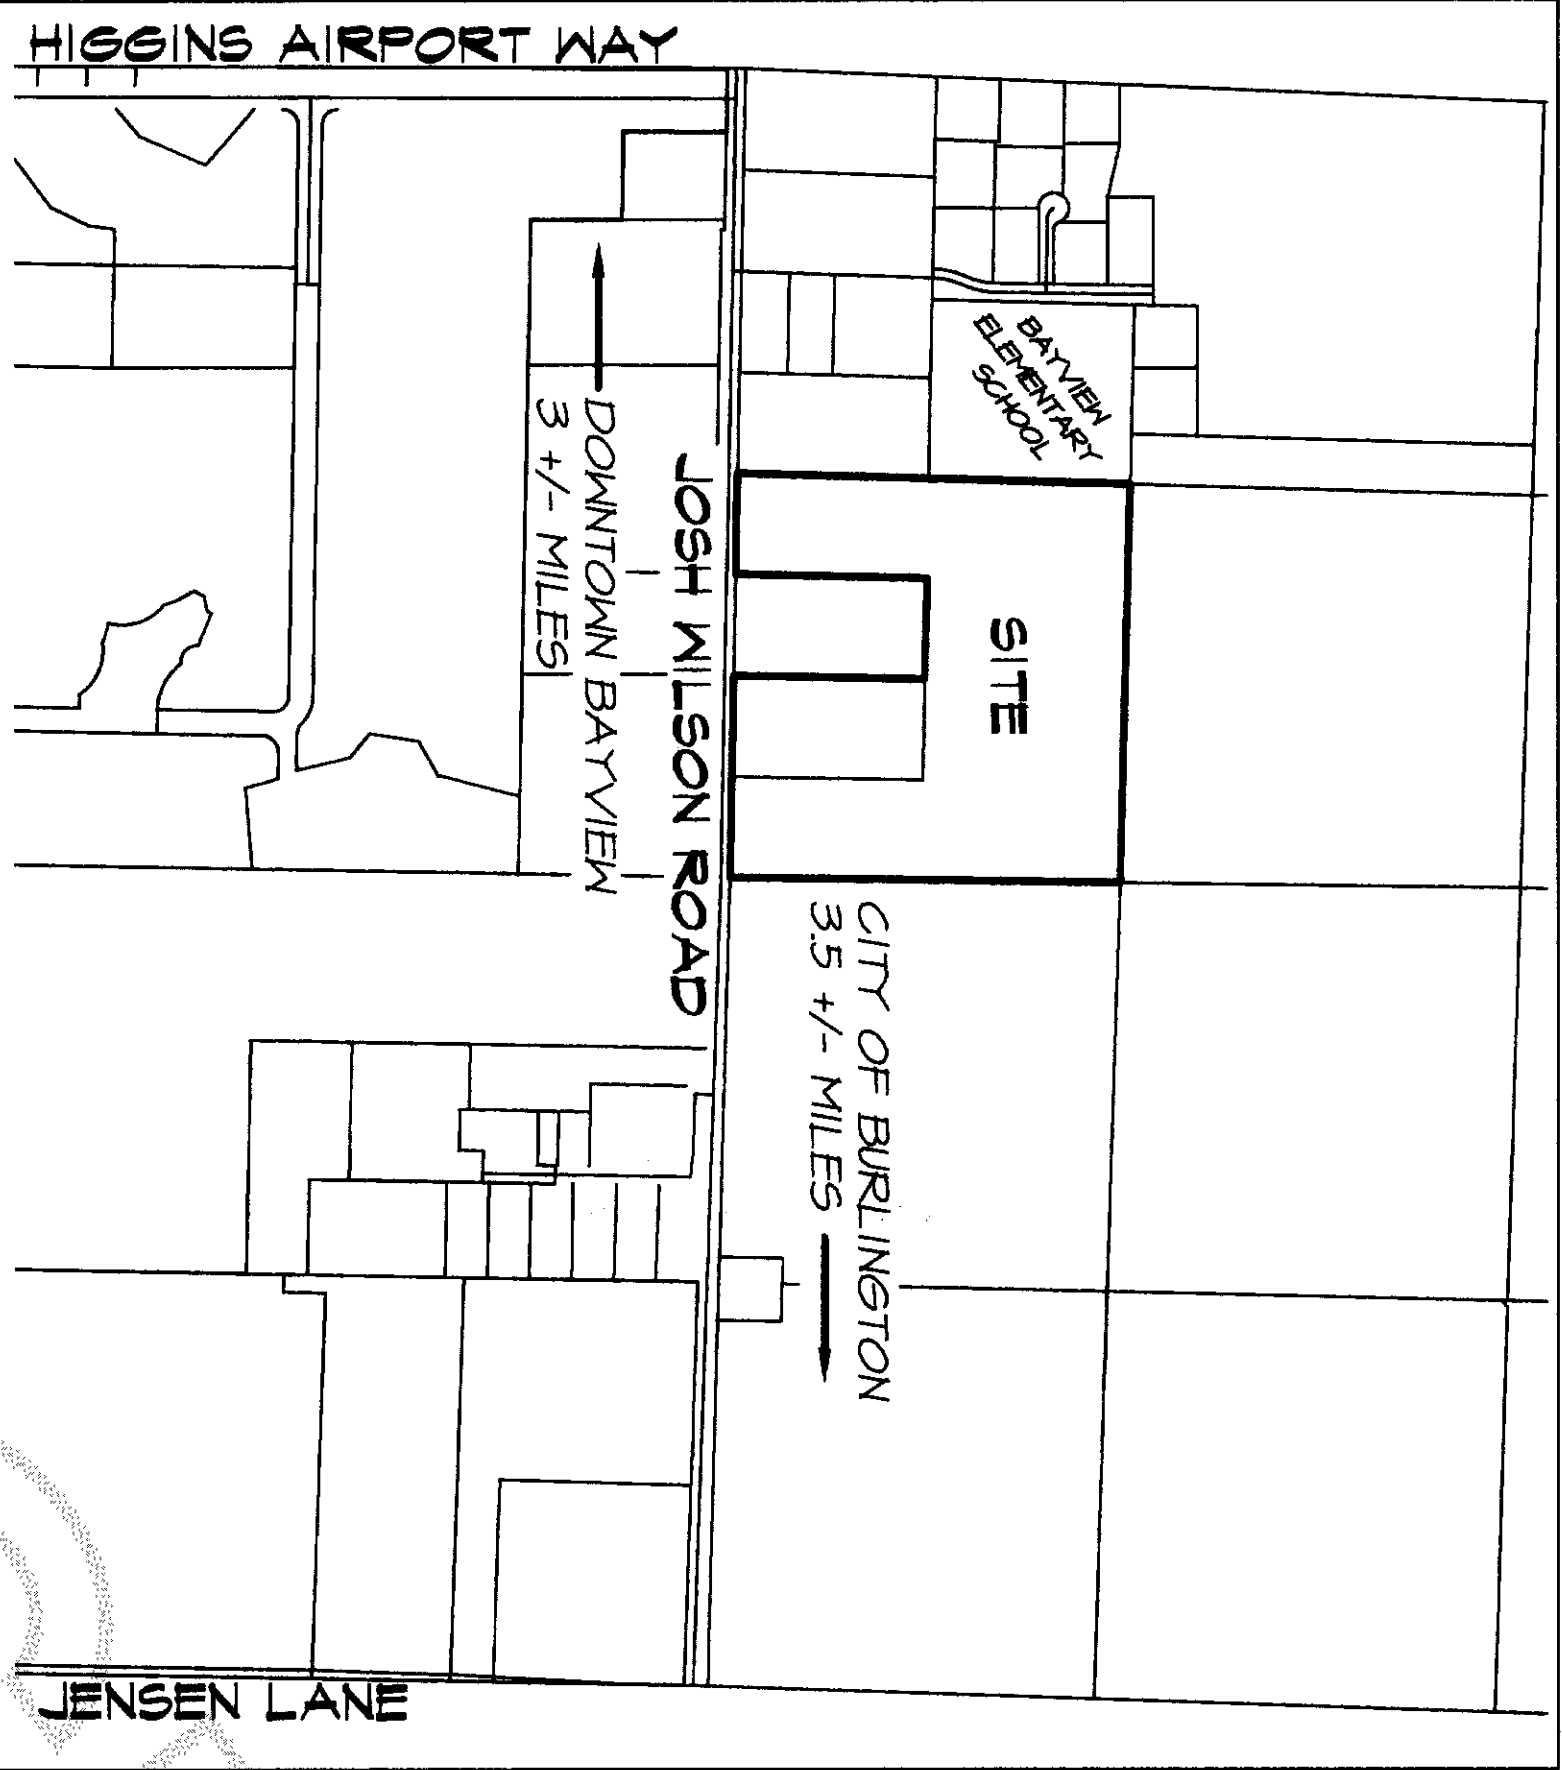 HIGGINS AIRPORT WAY
BAYVIEW
ELEMENTARY
SCHOOL
SITE
JOSH WILSON ROAD
DOWNTOWN BAYVIEW
3 +/- MILES
CITY OF BURLINGTON
3.5 +/- MILES
JENSEN LANE